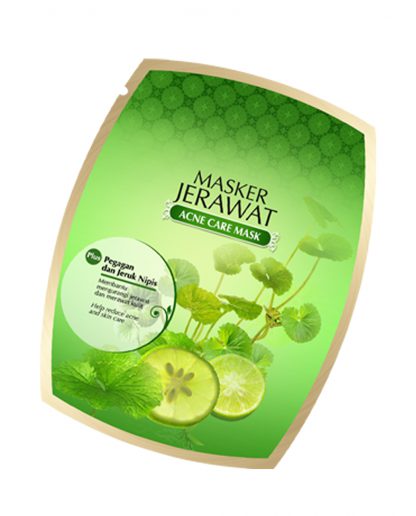 MASKER
JERAWAT
ACNE CARE MASK
Plus
Pegagan
dan Jeruk Nipis
Membantu
mengurangi jerawat
dan merawat kulit
Help reduce acne
and skin care